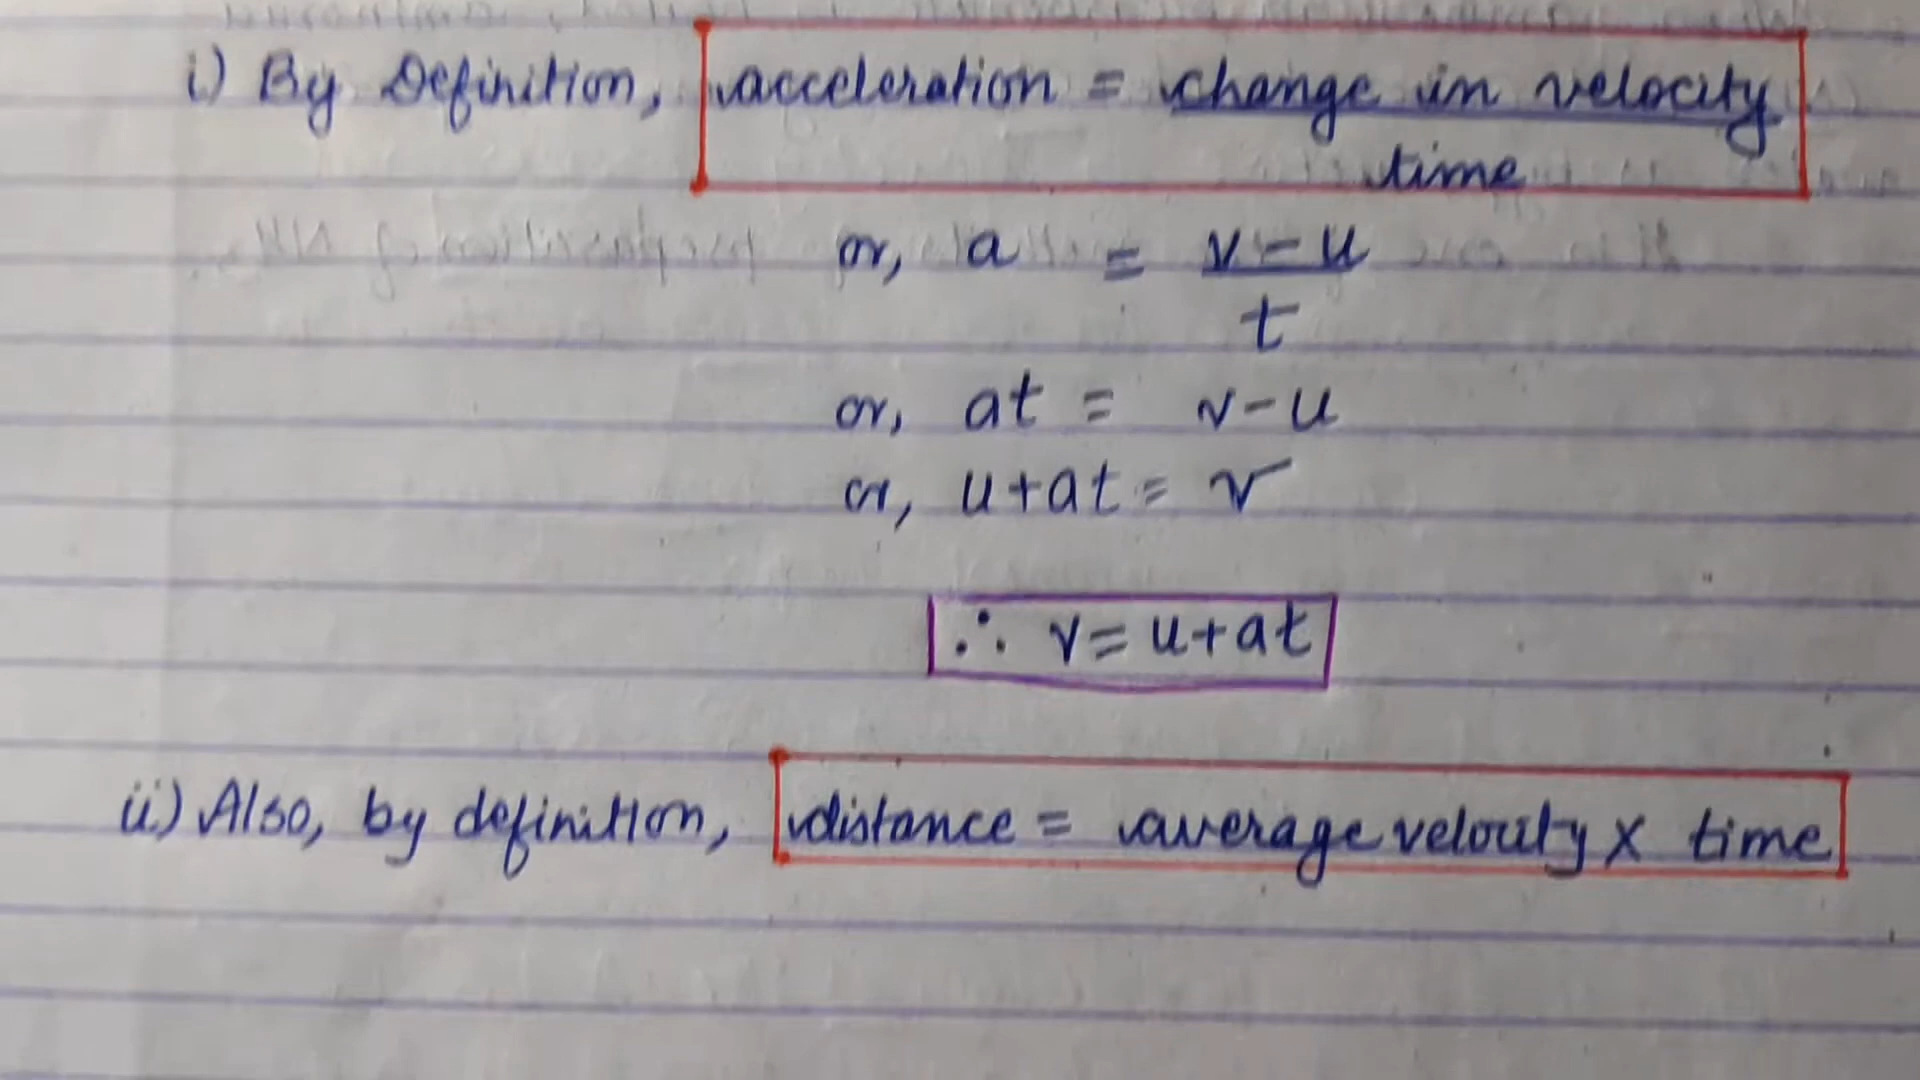 i) By Definition, acceleration = change in velocity
time
or, a = v-u
t
or, at = v-u
or, u+at = v
∴ v = u+at
ii) Also, by definition, distance = average velocity x time